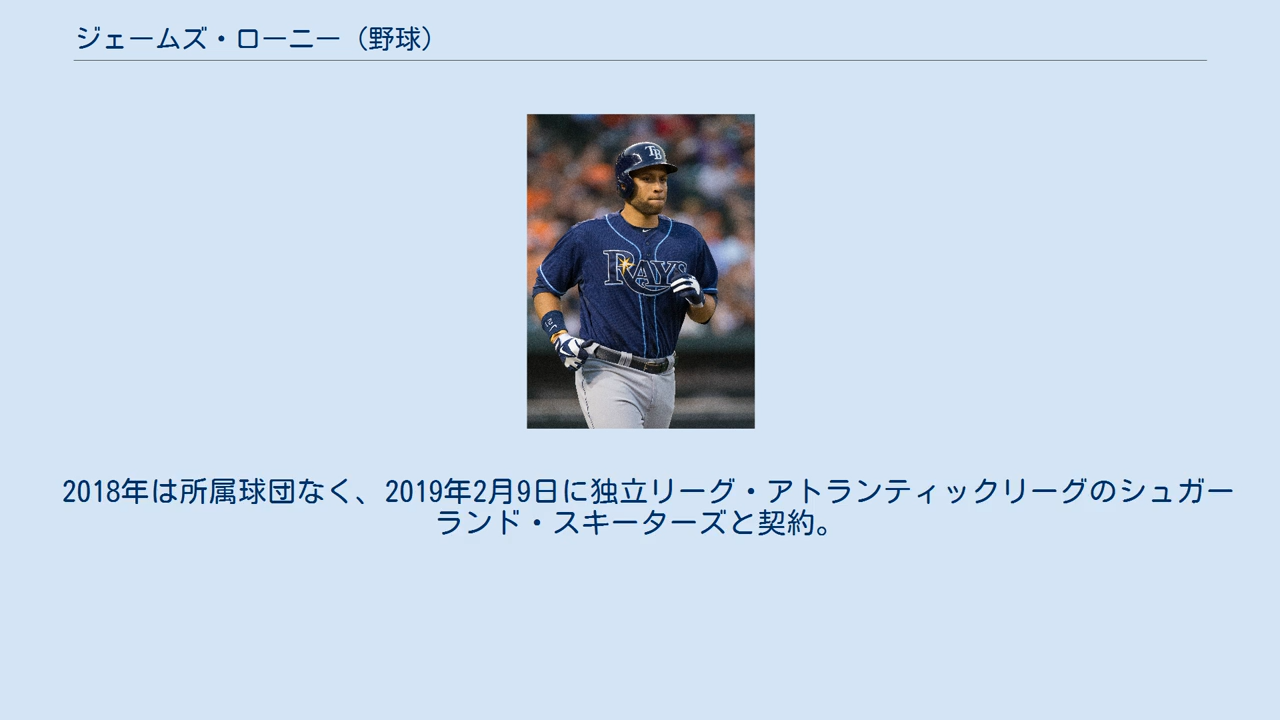 ジェームズ・ローニー（野球）
TB
RAYS
2018年は所属球団なく、2019年2月9日に独立リーグ・アトランティックリーグのシュガー
ランド・スキーターズと契約。